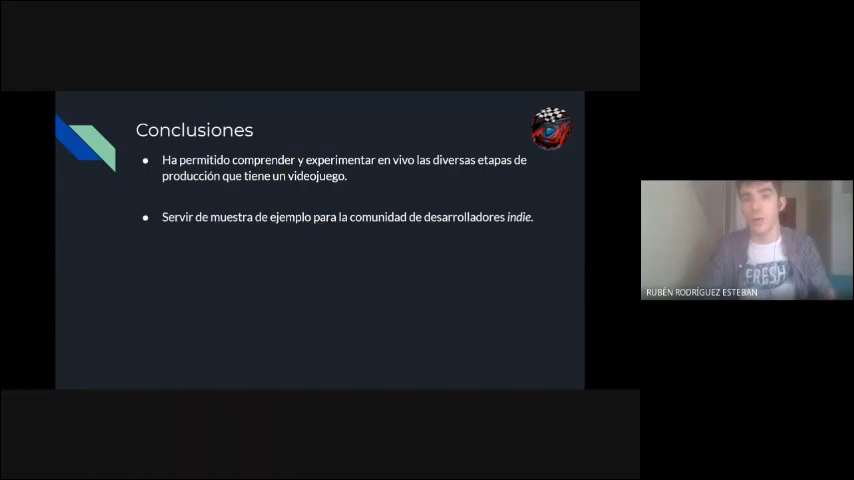 Conclusiones
● Ha permitido comprender y experimentar en vivo las diversas etapas de
producción que tiene un videojuego.
● Servir de muestra de ejemplo para la comunidad de desarrolladores indie.
FRESH
RUBÉN RODRÍGUEZ ESTEBAN